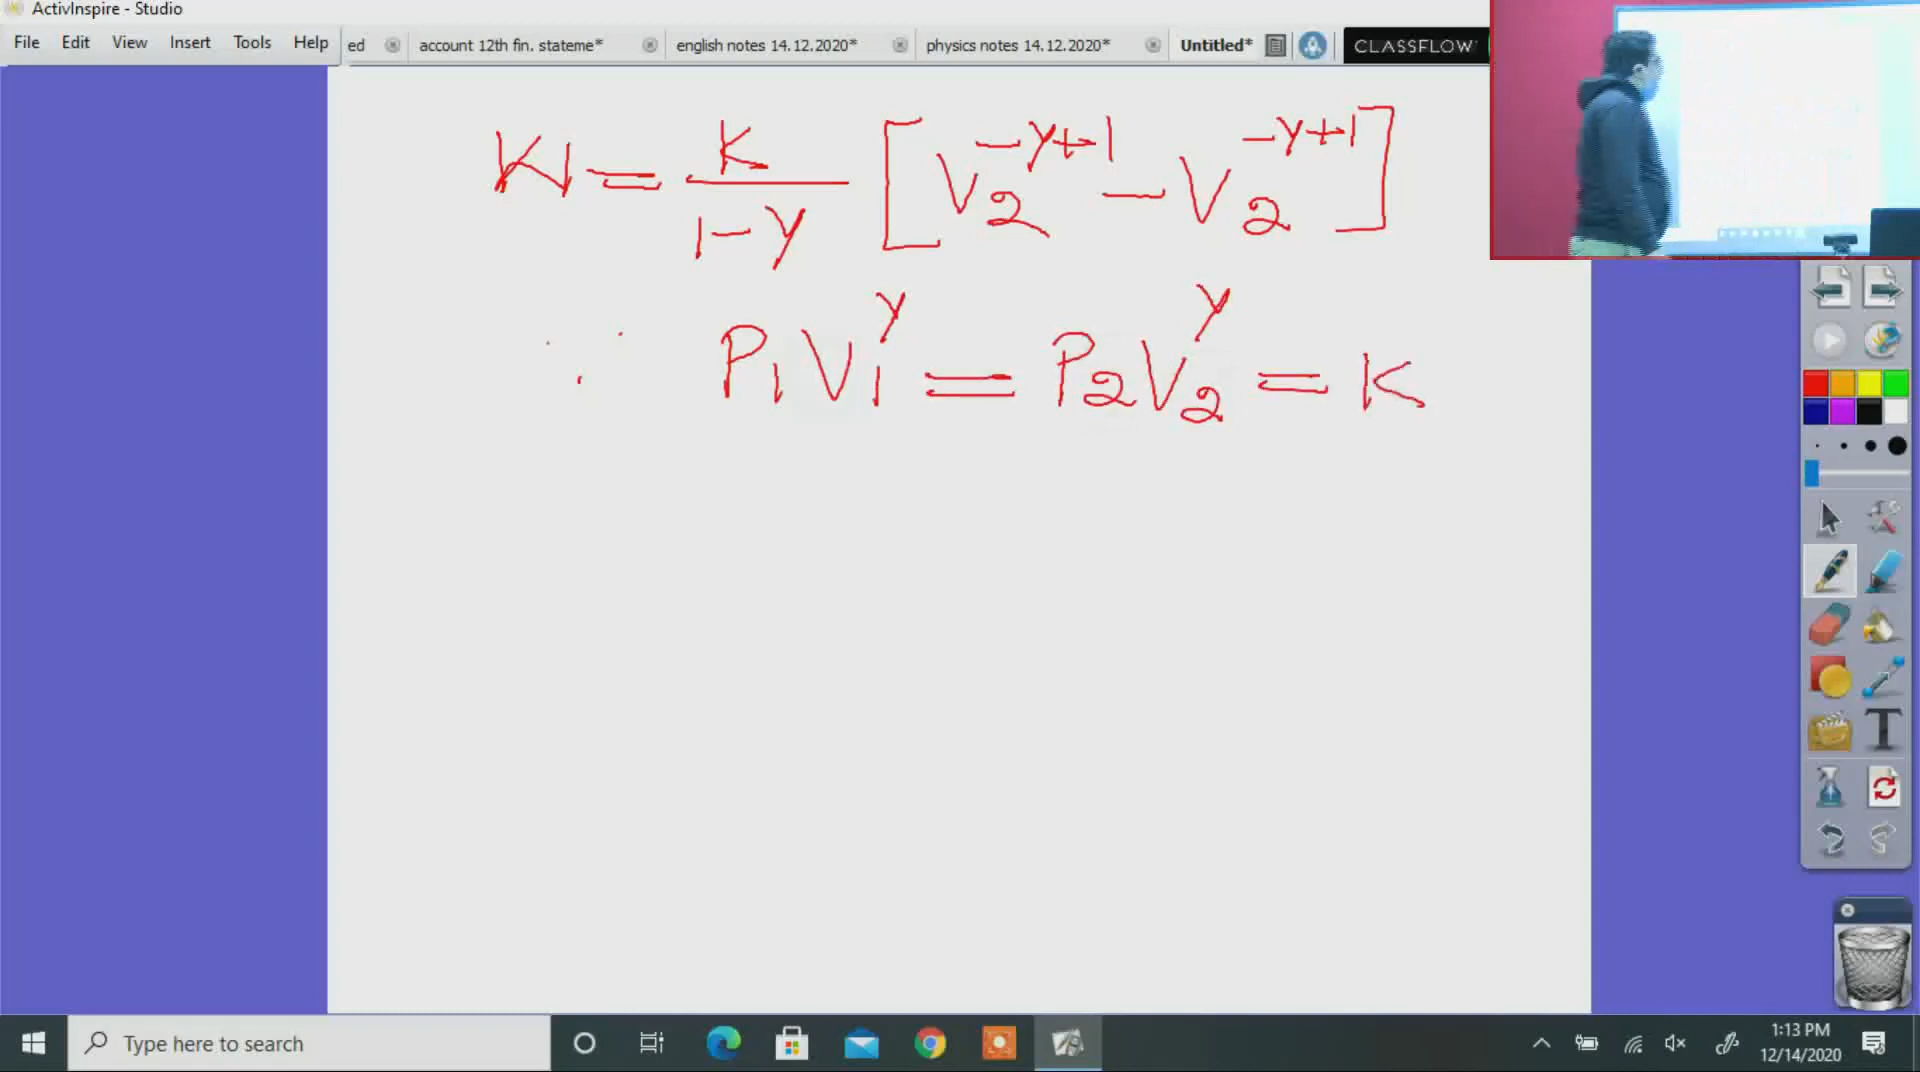 ActivInspire - Studio
File Edit View Insert Tools Help ed account 12th fin. stateme* english notes 14.12.2020* physics notes 14.12.2020* Untitled* CLASSFLOW
W = K / 1-γ [V₂^(-γ+1) - V₂^(-γ+1)]
∵ P₁V₁^γ = P₂V₂^γ = K
T
Type here to search
1:13 PM
12/14/2020